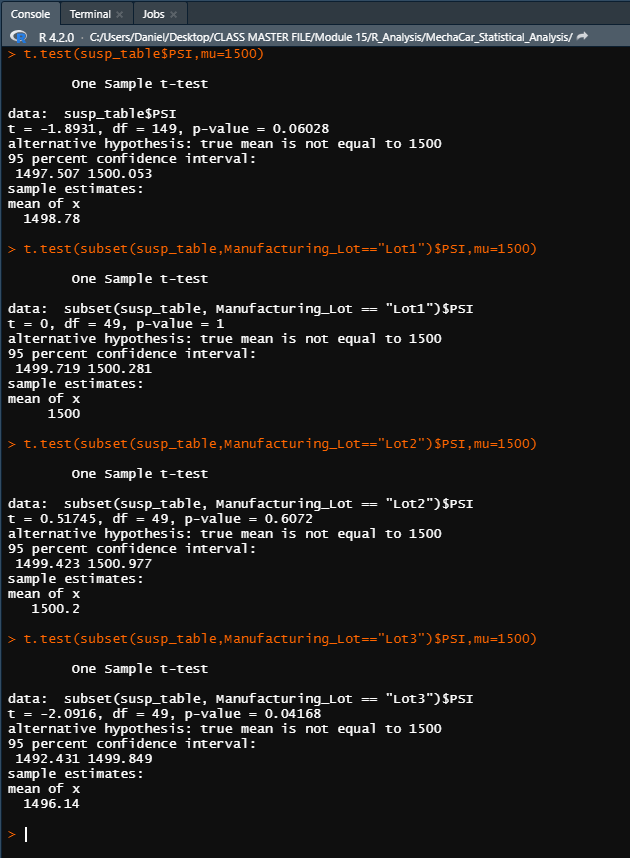 Console Terminal × Jobs ×
R 4.2.0 · C:/Users/Daniel/Desktop/CLASS MASTER FILE/Module 15/R_Analysis/MechaCar_Statistical_Analysis/
> t.test(susp_table$PSI,mu=1500)
One Sample t-test
data:  susp_table$PSI
t = -1.8931, df = 149, p-value = 0.06028
alternative hypothesis: true mean is not equal to 1500
95 percent confidence interval:
1497.507 1500.053
sample estimates:
mean of x
1498.78
> t.test(subset(susp_table,Manufacturing_Lot=="Lot1")$PSI,mu=1500)
One Sample t-test
data:  subset(susp_table, Manufacturing_Lot == "Lot1")$PSI
t = 0, df = 49, p-value = 1
alternative hypothesis: true mean is not equal to 1500
95 percent confidence interval:
1499.719 1500.281
sample estimates:
mean of x
1500
> t.test(subset(susp_table,Manufacturing_Lot=="Lot2")$PSI,mu=1500)
One Sample t-test
data:  subset(susp_table, Manufacturing_Lot == "Lot2")$PSI
t = 0.51745, df = 49, p-value = 0.6072
alternative hypothesis: true mean is not equal to 1500
95 percent confidence interval:
1499.423 1500.977
sample estimates:
mean of x
1500.2
> t.test(subset(susp_table,Manufacturing_Lot=="Lot3")$PSI,mu=1500)
One Sample t-test
data:  subset(susp_table, Manufacturing_Lot == "Lot3")$PSI
t = -2.0916, df = 49, p-value = 0.04168
alternative hypothesis: true mean is not equal to 1500
95 percent confidence interval:
1492.431 1499.849
sample estimates:
mean of x
1496.14
>